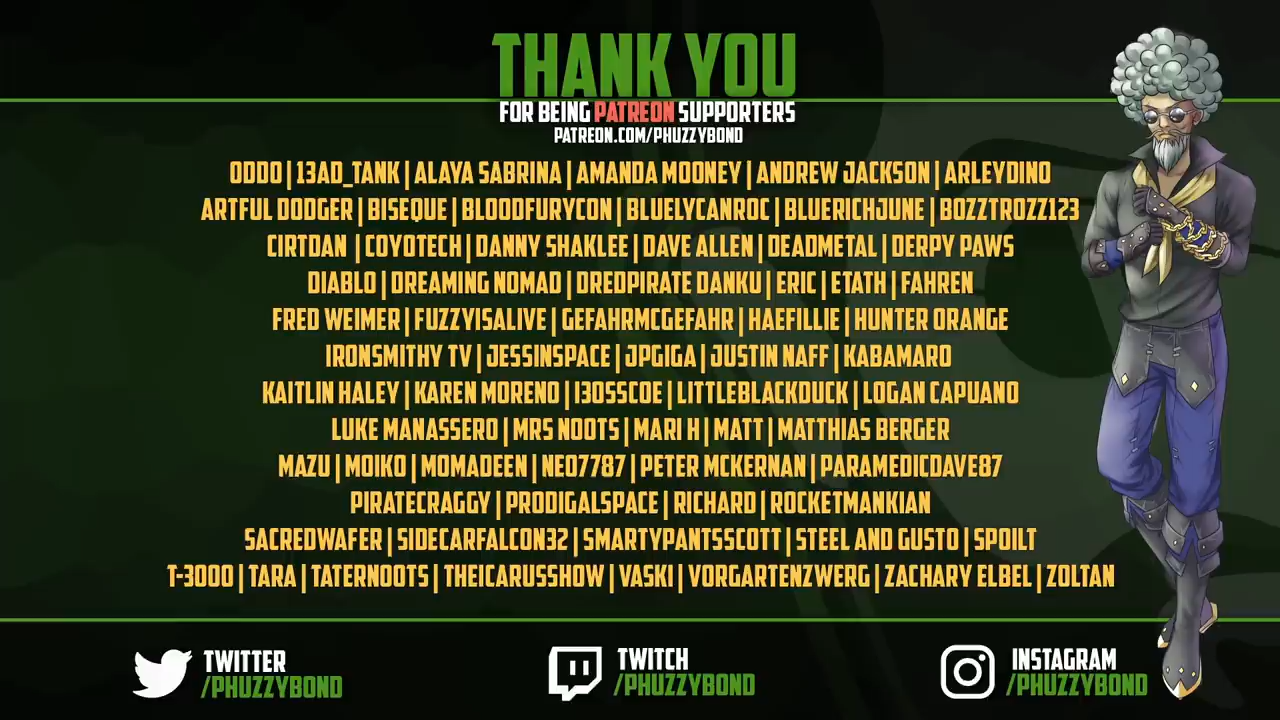 THANK YOU
FOR BEING PATREON SUPPORTERS
PATREON.COM/PHUZZYBOND
ODDO | 13AD_TANK | ALAYA SABRINA | AMANDA MOONEY | ANDREW JACKSON | ARLEYDINO
ARTFUL DODGER | BISEQUE | BLOODFURYCON | BLUELYCANROC | BLUERICHJUNE | BOZZTROZZ123
CIRTDAN | COYOTECH | DANNY SHAKLEE | DAVE ALLEN | DEADMETAL | DERPY PAWS
DIABLO | DREAMING NOMAD | DREDPIRATE DANKU | ERIC | ETATH | FAHREN
FRED WEIMER | FUZZYISALIVE | GEFAHRMCGEFAHR | HAEFILLIE | HUNTER ORANGE
IRONSMITHY TV | JESSINSPACE | JPGIGA | JUSTIN NAFF | KABAMARO
KAITLIN HALEY | KAREN MORENO | I30SSCOE | LITTLEBLACKDUCK | LOGAN CAPUANO
LUKE MANASSERO | MRS NOOTS | MARI H | MATT | MATTHIAS BERGER
MAZU | MOIKO | MOMADEEN | NEO7787 | PETER MCKERNAN | PARAMEDICDAVE87
PIRATECRAGGY | PRODIGALSPACE | RICHARD | ROCKETMANKIAN
SACREDWAFER | SIDECARFALCON32 | SMARTYPANTSSCOTT | STEEL AND GUSTO | SPOILT
T-3000 | TARA | TATERNOOTS | THEICARUSSHOW | VASKI | VORGARTENZWERG | ZACHARY ELBEL | ZOLTAN
TWITTER
/PHUZZYBOND
TWITCH
/PHUZZYBOND
INSTAGRAM
/PHUZZYBOND